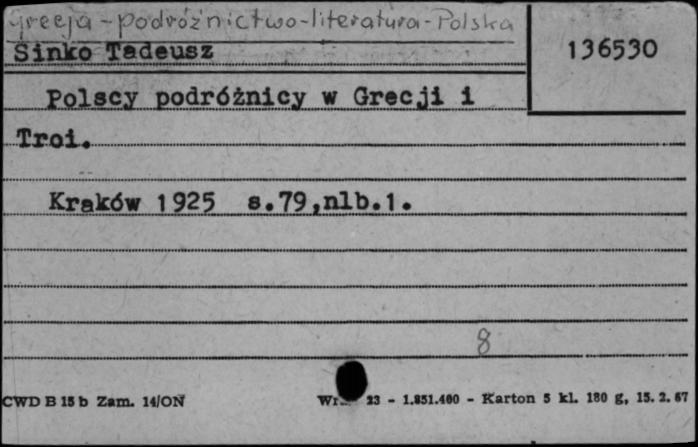 Grecja - podróżnictwo - literatura - Polska
Sinko Tadeusz
136530
Polscy podróżnicy w Grecji i
Troi.
Kraków 1925 s.79,nlb.1.
8
CWD B 15 b Zam. 14/ON 23 - 1.851.400 - Karton 5 kl. 180 g, 15. 2. 67